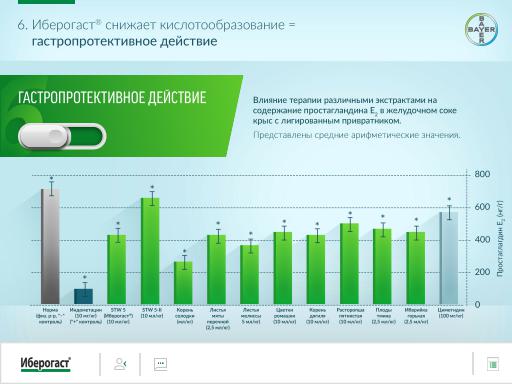 6. Иберогаст® снижает кислотообразование =
гастропротективное действие
BAYER
BAYER
ГАСТРОПРОТЕКТИВНОЕ ДЕЙСТВИЕ
Влияние терапии различными экстрактами на
содержание простагландина Е2 в желудочном соке
крыс с лигированным привратником.
Представлены средние арифметические значения.
800
600
400
200
0
Простагландин Е2 (нг/г)
* * * * * * * * * * * * *
Норма
(физ. р-р, "-"
контроль)
Индометацин
(10 мг/кг)
("+" контроль)
STW 5
(Иберогаст®)
(10 мл/кг)
STW 5-II
(10 мл/кг)
Корень
солодки
мл/кг)
Листья
мяты
перечной
(2,5 мл/кг)
Листья
мелиссы
5 мл/кг)
Цветки
ромашки
(10 мл/кг)
Корень
дягиля
(10 мл/кг)
Расторопша
пятнистая
(10 мл/кг)
Плоды
тмина
(2,5 мл/кг)
Иберийка
горькая
(2,5 мл/кг)
Циметидин
(100 мг/кг)
Иберогаст®